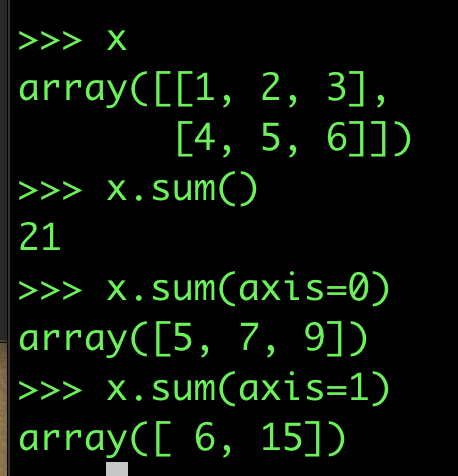 >>> x
array([[1, 2, 3],
       [4, 5, 6]])
>>> x.sum()
21
>>> x.sum(axis=0)
array([5, 7, 9])
>>> x.sum(axis=1)
array([ 6, 15])